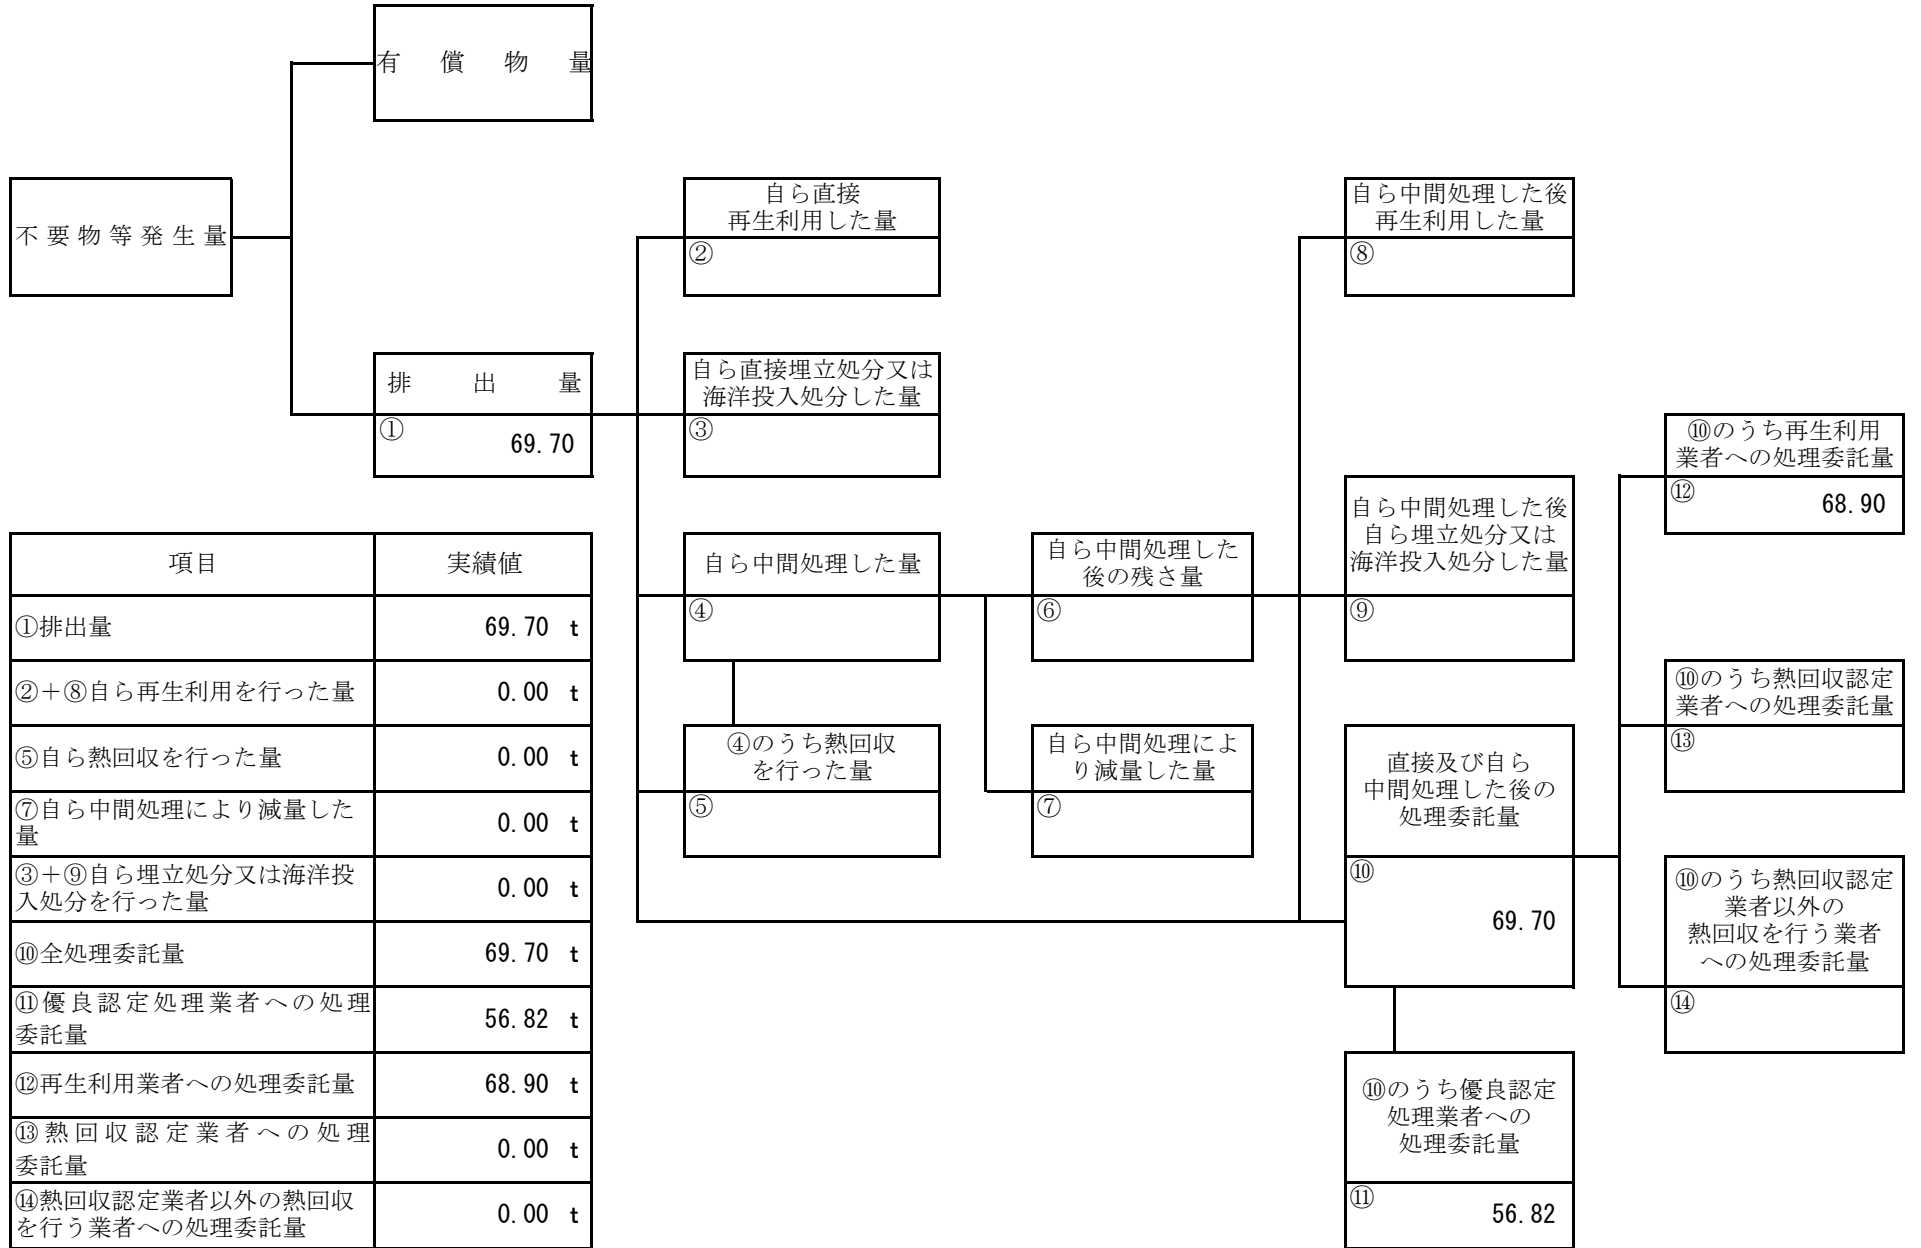 有償物量
不要物等発生量
排出量
①
69.70
自ら直接
再生利用した量
②
自ら直接埋立処分又は
海洋投入処分した量
③
自ら中間処理した量
④
④のうち熱回収
を行った量
⑤
自ら中間処理した
後の残さ量
⑥
自ら中間処理によ
り減量した量
⑦
自ら中間処理した後
再生利用した量
⑧
自ら中間処理した後
自ら埋立処分又は
海洋投入処分した量
⑨
直接及び自ら
中間処理した後の
処理委託量
⑩
69.70
⑩のうち優良認定
処理業者への
処理委託量
⑪
56.82
⑩のうち再生利用
業者への処理委託量
⑫
68.90
⑩のうち熱回収認定
業者への処理委託量
⑬
⑩のうち熱回収認定
業者以外の
熱回収を行う業者
への処理委託量
⑭
項目 実績値
①排出量 69.70 t
②＋⑧自ら再生利用を行った量 0.00 t
⑤自ら熱回収を行った量 0.00 t
⑦自ら中間処理により減量した
量 0.00 t
③＋⑨自ら埋立処分又は海洋投
入処分を行った量 0.00 t
⑩全処理委託量 69.70 t
⑪優良認定処理業者への処理
委託量 56.82 t
⑫再生利用業者への処理委託量 68.90 t
⑬熱回収認定業者への処理
委託量 0.00 t
⑭熱回収認定業者以外の熱回収
を行う業者への処理委託量 0.00 t